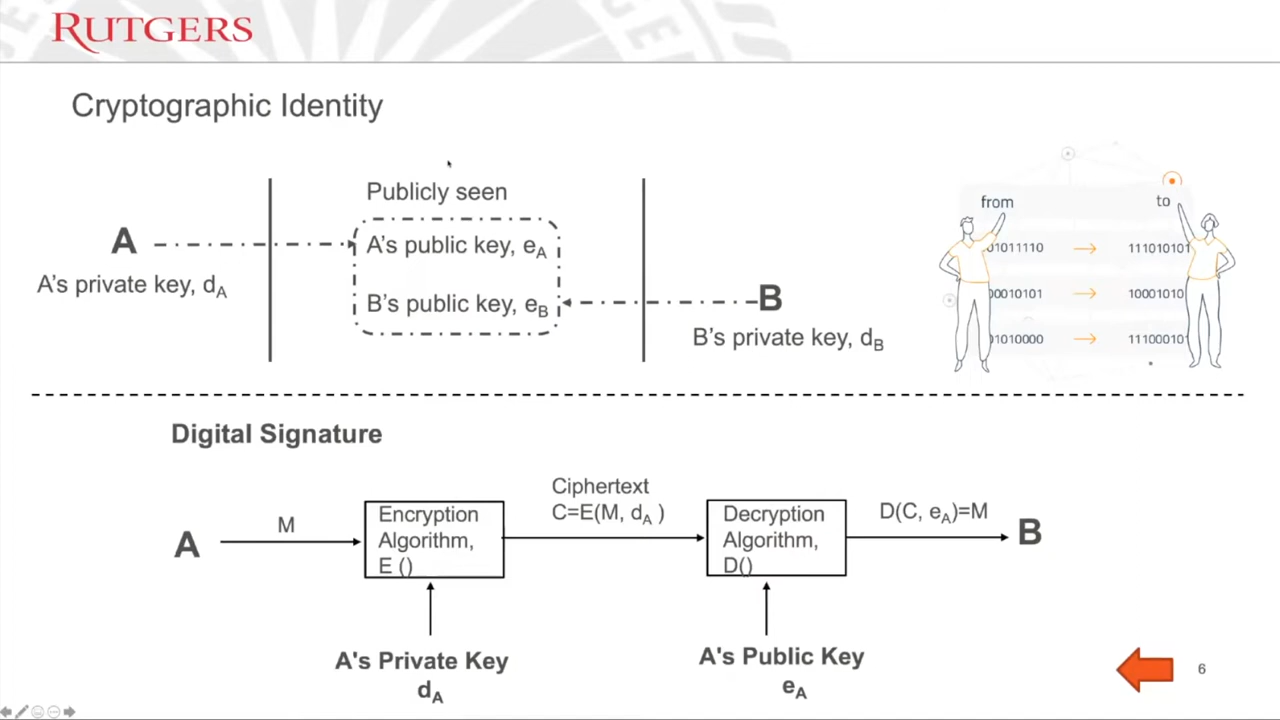 RUTGERS
Cryptographic Identity
Publicly seen
A
A's public key, eA
A's private key, dA
B's public key, eB
B
B's private key, dB
from to
01011110 → 111010101
00010101 → 10001010
01010000 → 11100010
Digital Signature
A
M
Encryption
Algorithm,
E ()
Ciphertext
C=E(M, dA )
Decryption
Algorithm,
D()
D(C, eA)=M
B
A's Private Key
dA
A's Public Key
eA
6